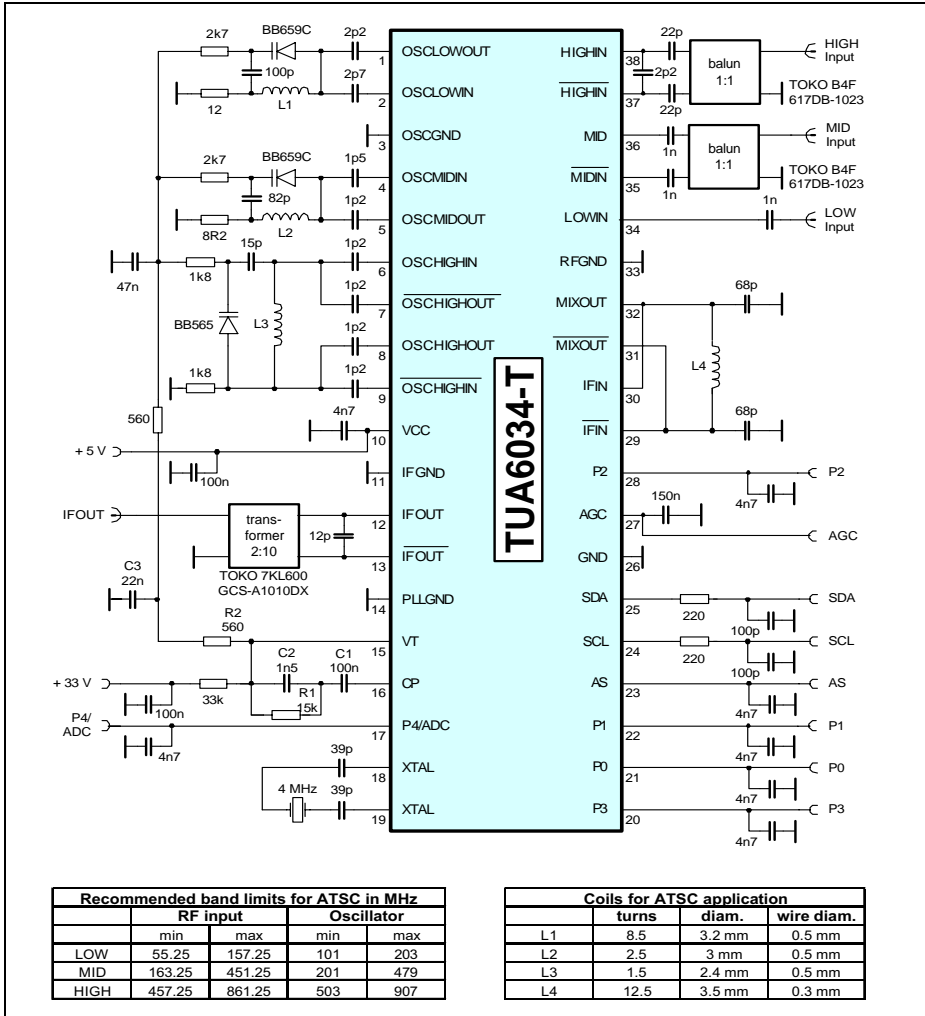 2k7
BB659C
2p2
100p
2p7
12
L1
1
OSCLOWOUT
2
OSCLOWIN
3
OSCGND
2k7
BB659C
1p5
82p
1p2
8R2
L2
4
OSCMIDIN
5
OSCMIDOUT
15p
1p2
6
OSCHIGHIN
47n
1k8
1p2
7
OSCHIGHOUT
BB565
L3
1p2
8
OSCHIGHOUT
1k8
1p2
9
OSCHIGHIN
560
4n7
10
VCC
+ 5 V
100n
11
IFGND
IFOUT
trans-
former
2:10
12p
12
IFOUT
13
IFOUT
TOKO 7KL600
GCS-A1010DX
C3
22n
14
PLLGND
R2
560
15
VT
C2
1n5
C1
100n
16
CP
+ 33 V
100n
33k
R1
15k
P4/
ADC
4n7
17
P4/ADC
39p
18
XTAL
4 MHz
39p
19
XTAL
TUA6034-T
HIGHIN
38
22p
2p2
balun
1:1
HIGH
Input
HIGHIN
37
22p
TOKO B4F
617DB-1023
MID
36
1n
balun
1:1
MID
Input
MIDIN
35
1n
TOKO B4F
617DB-1023
LOWIN
34
1n
LOW
Input
RFGND
33
MIXOUT
32
68p
MIXOUT
31
L4
IFIN
30
IFIN
29
68p
P2
28
4n7
P2
AGC
27
150n
AGC
GND
26
SDA
25
220
100p
SDA
SCL
24
220
100p
SCL
AS
23
4n7
AS
P1
22
4n7
P1
P0
21
4n7
P0
P3
20
4n7
P3
Recommended band limits for ATSC in MHz
RF input Oscillator
min max min max
LOW 55.25 157.25 101 203
MID 163.25 451.25 201 479
HIGH 457.25 861.25 503 907
Coils for ATSC application
turns diam. wire diam.
L1 8.5 3.2 mm 0.5 mm
L2 2.5 3 mm 0.5 mm
L3 1.5 2.4 mm 0.5 mm
L4 12.5 3.5 mm 0.3 mm